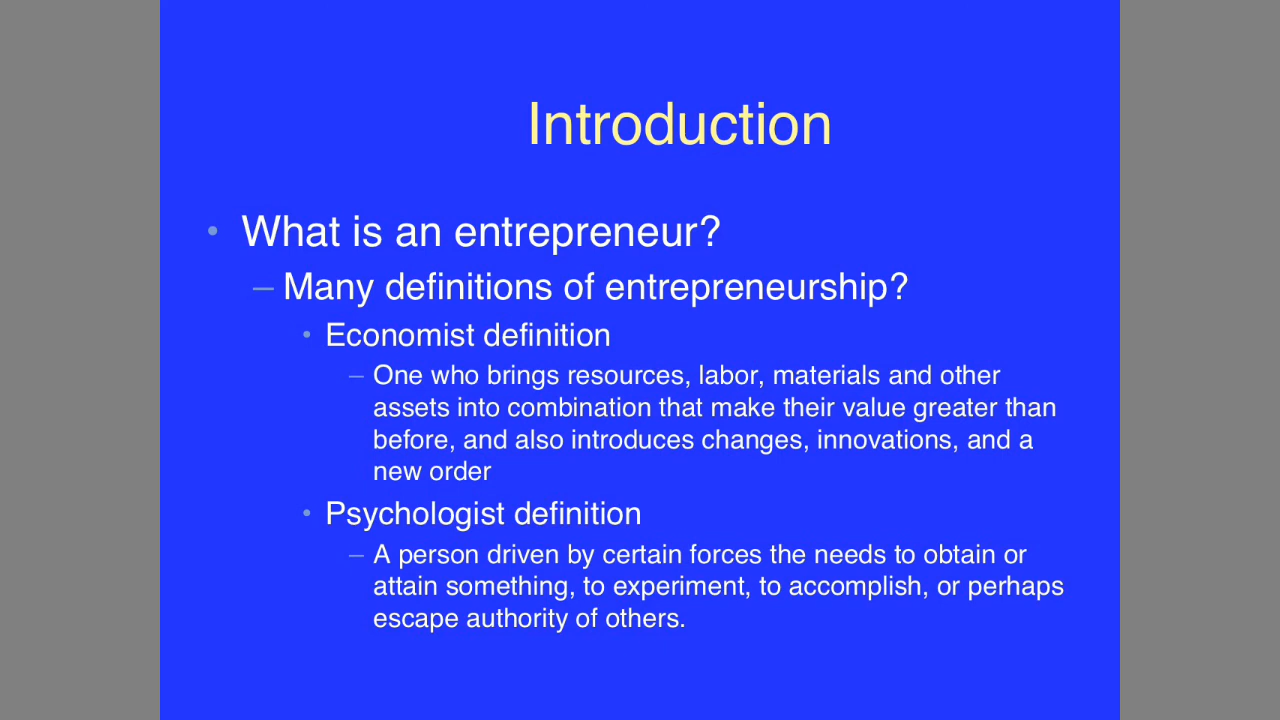 Introduction
• What is an entrepreneur?
– Many definitions of entrepreneurship?
• Economist definition
– One who brings resources, labor, materials and other
assets into combination that make their value greater than
before, and also introduces changes, innovations, and a
new order
• Psychologist definition
– A person driven by certain forces the needs to obtain or
attain something, to experiment, to accomplish, or perhaps
escape authority of others.